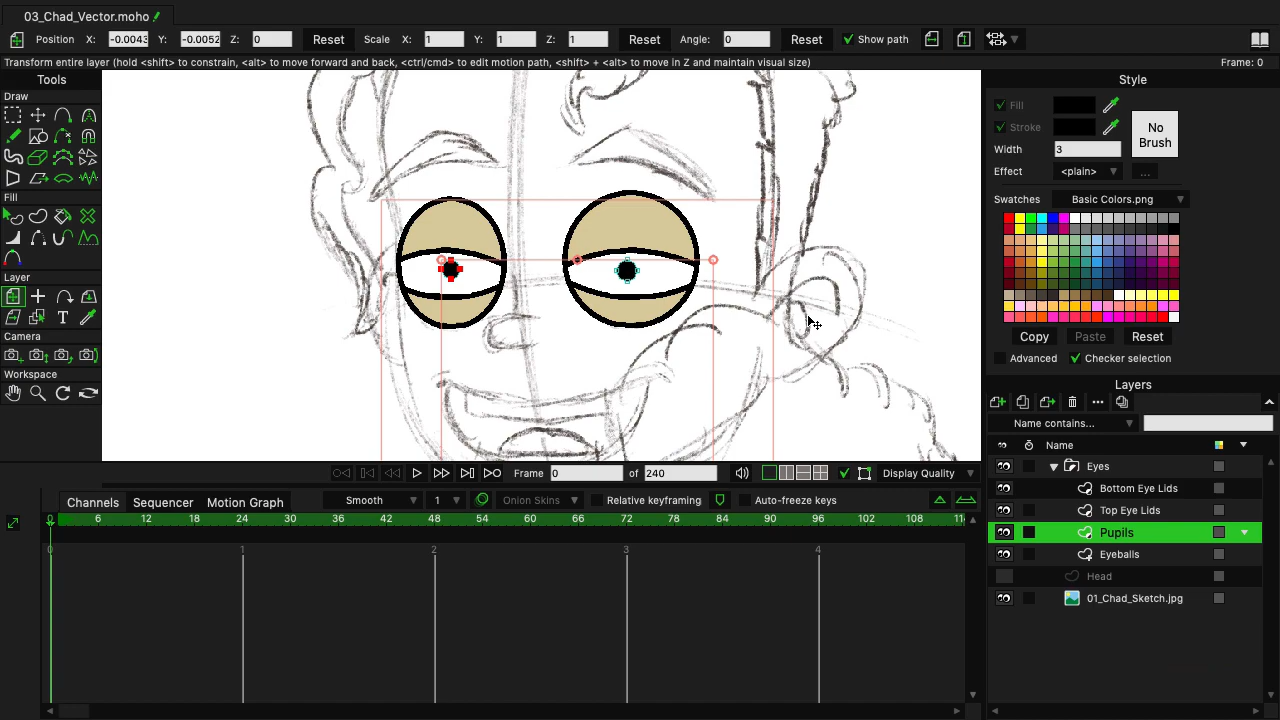 03_Chad_Vector.moho
Position X: -0.0043 Y: -0.0052 Z: 0 Reset Scale X: 1 Y: 1 Z: 1 Reset Angle: 0 Reset Show path
Transform entire layer (hold <shift> to constrain, <alt> to move forward and back, <ctrl/cmd> to edit motion path, <shift> + <alt> to move in Z and maintain visual size) Frame: 0
Tools
Draw
Fill
Layer
Camera
Workspace
Style
Fill
Stroke
No Brush
Width 3
Effect <plain> ...
Swatches Basic Colors.png
Copy Paste Reset
Advanced Checker selection
Layers
Name contains...
Name
Eyes
Bottom Eye Lids
Top Eye Lids
Pupils
Eyeballs
Head
01_Chad_Sketch.jpg
Frame 0 of 240 Display Quality
Channels Sequencer Motion Graph Smooth 1 Onion Skins Relative keyframing Auto-freeze keys
0 6 12 18 24 30 36 42 48 54 60 66 72 78 84 90 96 102 108 11
0 1 2 3 4